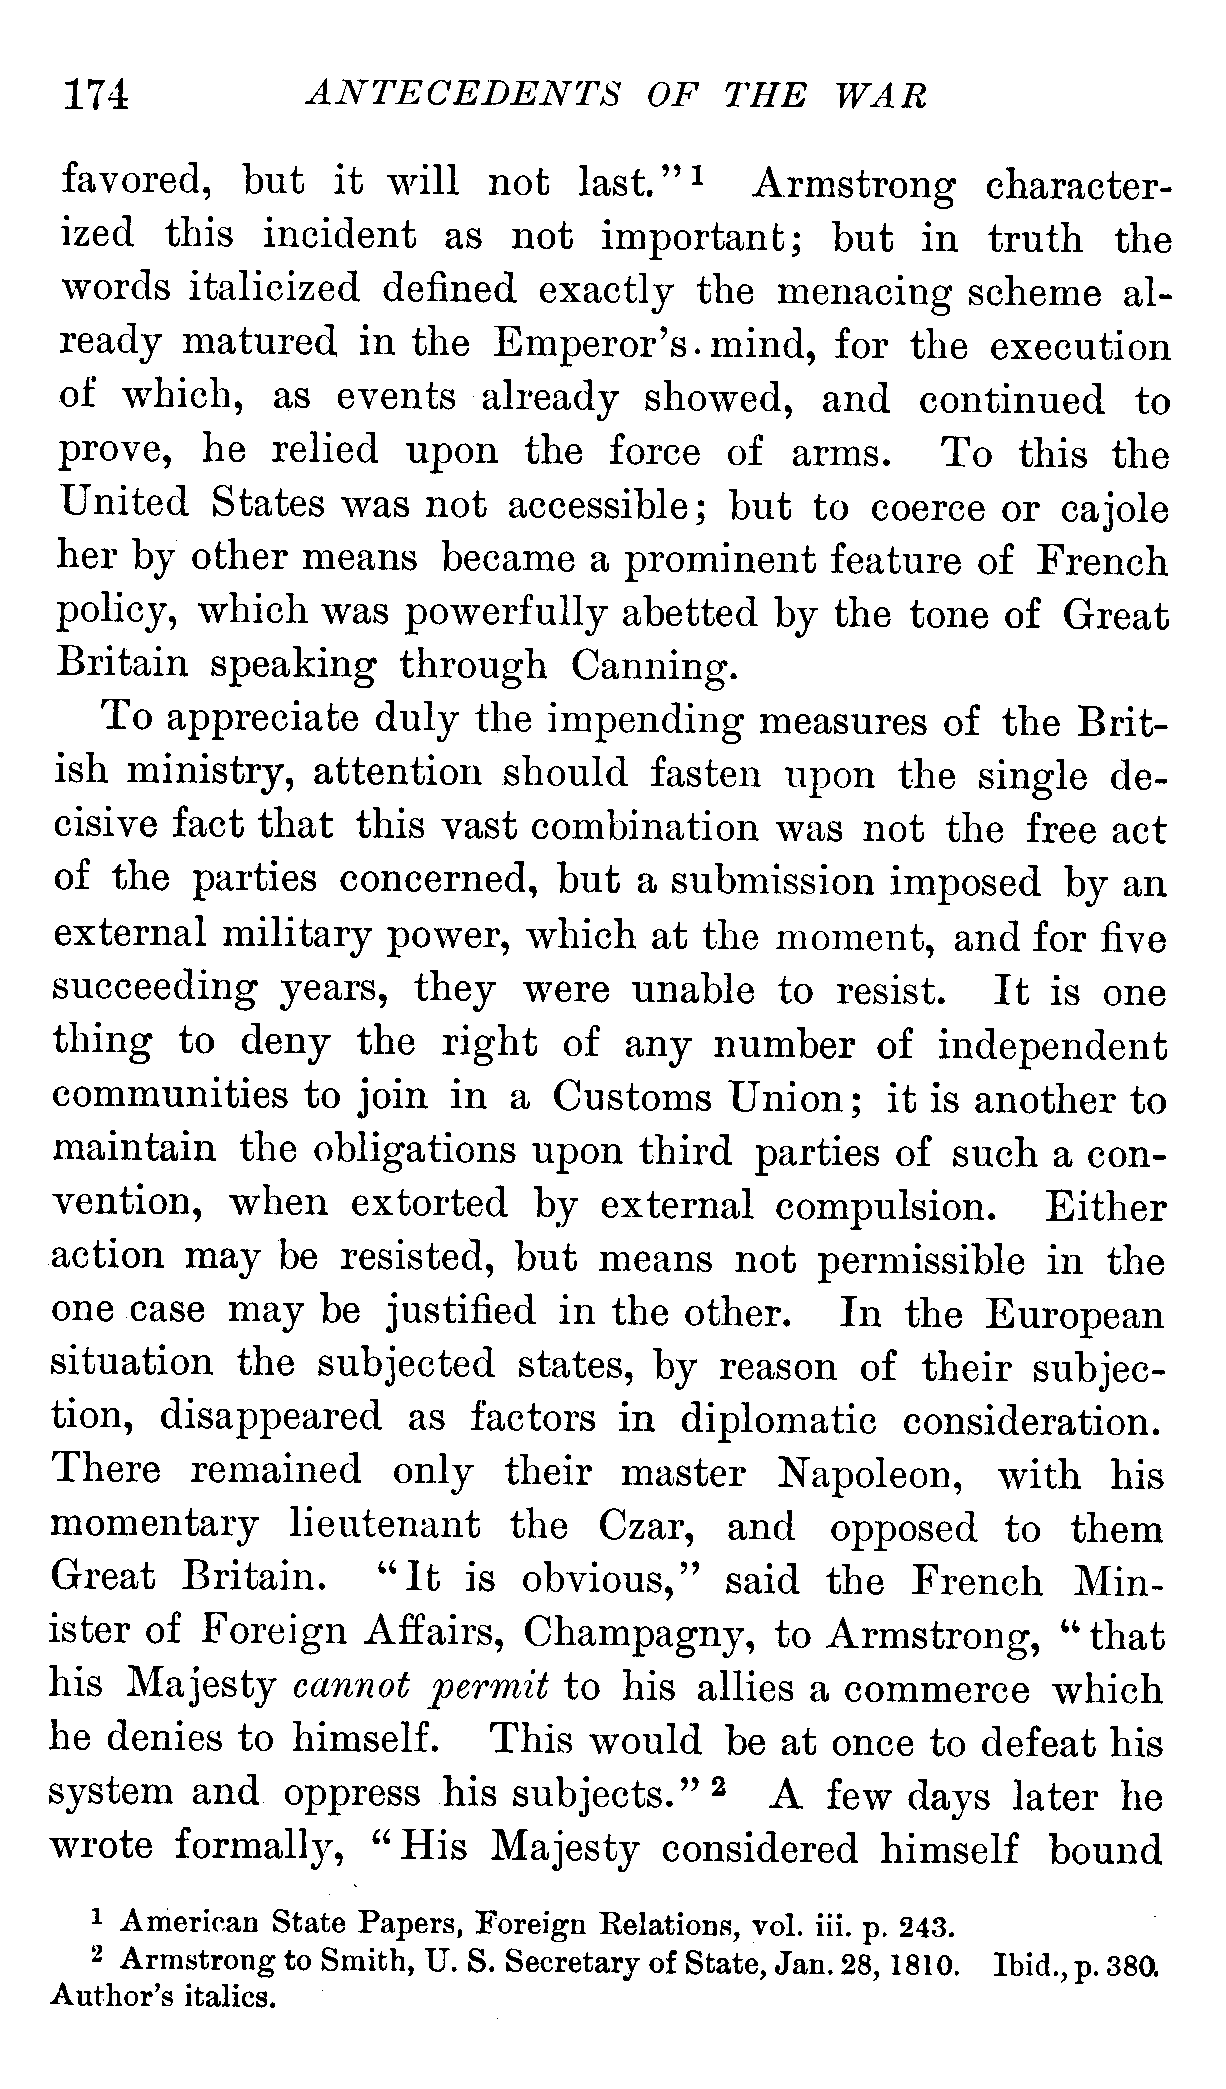 174 ANTECEDENTS OF THE WAR
favored, but it will not last." 1 Armstrong character-
ized this incident as not important; but in truth the
words italicized defined exactly the menacing scheme al-
ready matured in the Emperor's mind, for the execution
of which, as events already showed, and continued to
prove, he relied upon the force of arms. To this the
United States was not accessible; but to coerce or cajole
her by other means became a prominent feature of French
policy, which was powerfully abetted by the tone of Great
Britain speaking through Canning.
To appreciate duly the impending measures of the Brit-
ish ministry, attention should fasten upon the single de-
cisive fact that this vast combination was not the free act
of the parties concerned, but a submission imposed by an
external military power, which at the moment, and for five
succeeding years, they were unable to resist. It is one
thing to deny the right of any number of independent
communities to join in a Customs Union; it is another to
maintain the obligations upon third parties of such a con-
vention, when extorted by external compulsion. Either
action may be resisted, but means not permissible in the
one case may be justified in the other. In the European
situation the subjected states, by reason of their subjec-
tion, disappeared as factors in diplomatic consideration.
There remained only their master Napoleon, with his
momentary lieutenant the Czar, and opposed to them
Great Britain. "It is obvious," said the French Min-
ister of Foreign Affairs, Champagny, to Armstrong, "that
his Majesty cannot permit to his allies a commerce which
he denies to himself. This would be at once to defeat his
system and oppress his subjects." 2 A few days later he
wrote formally, "His Majesty considered himself bound
1 American State Papers, Foreign Relations, vol. iii. p. 243.
2 Armstrong to Smith, U. S. Secretary of State, Jan. 28, 1810. Ibid., p. 380.
Author's italics.